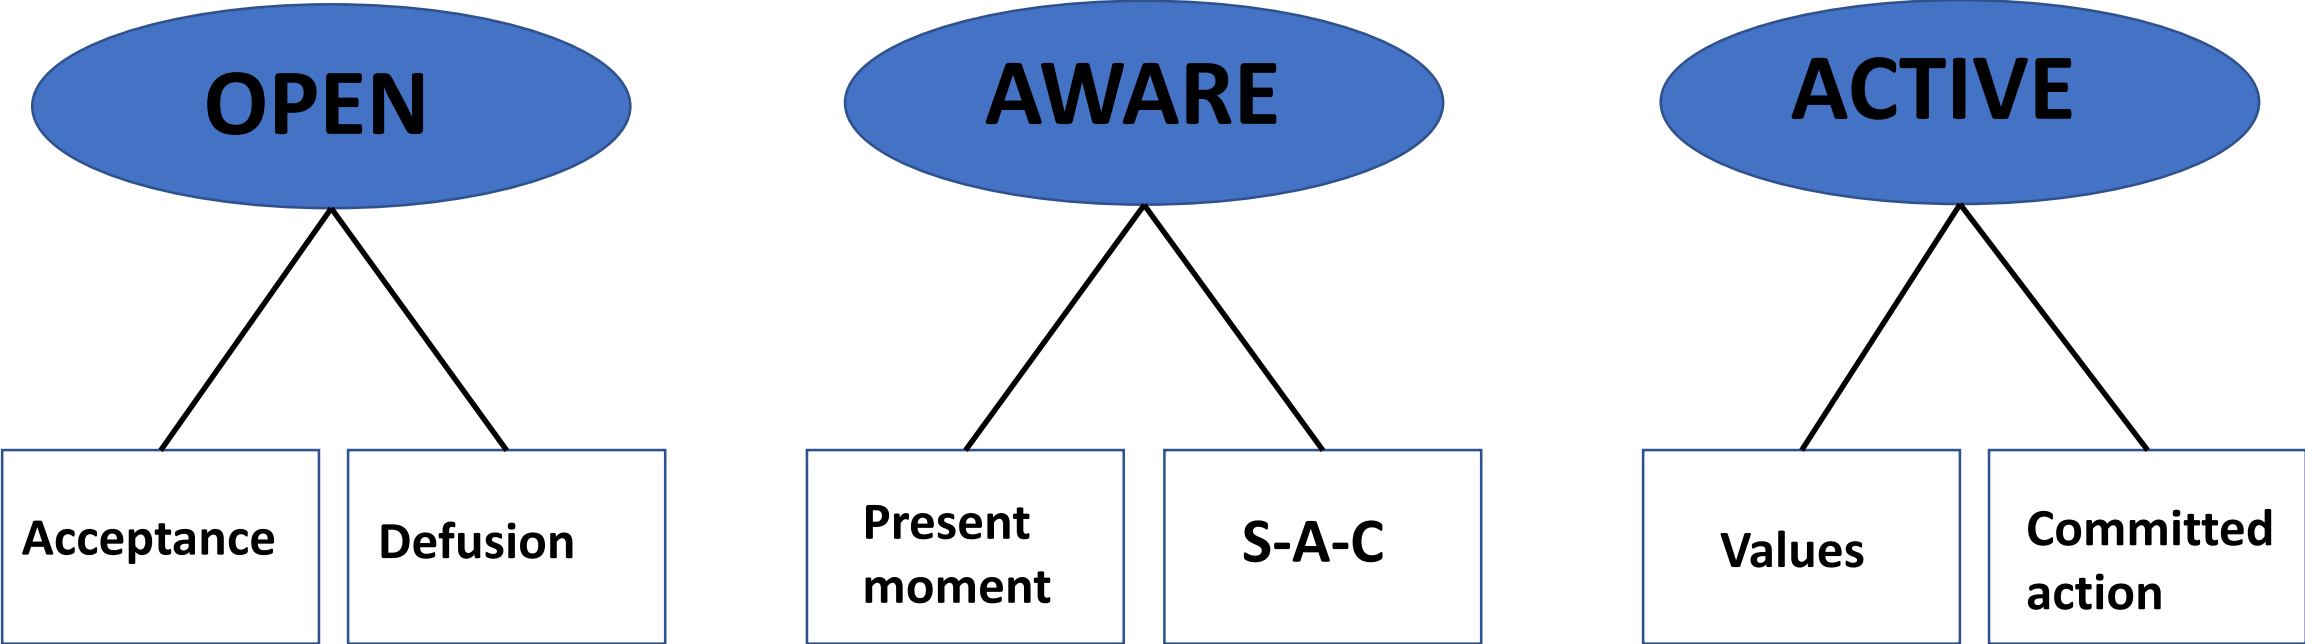 OPEN
AWARE
ACTIVE
Acceptance
Defusion
Present
moment
S-A-C
Values
Committed
action